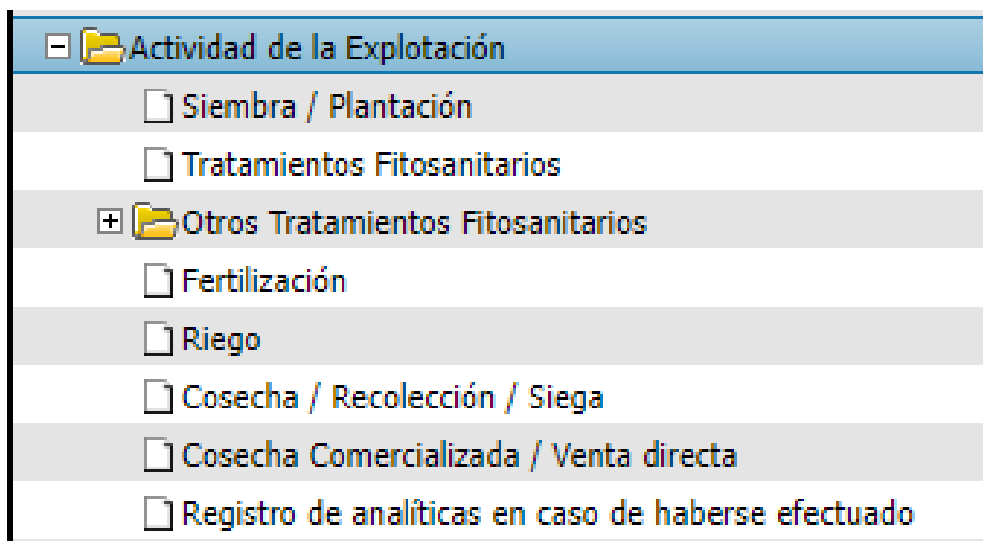 Actividad de la Explotación
Siembra / Plantación
Tratamientos Fitosanitarios
Otros Tratamientos Fitosanitarios
Fertilización
Riego
Cosecha / Recolección / Siega
Cosecha Comercializada / Venta directa
Registro de analíticas en caso de haberse efectuado